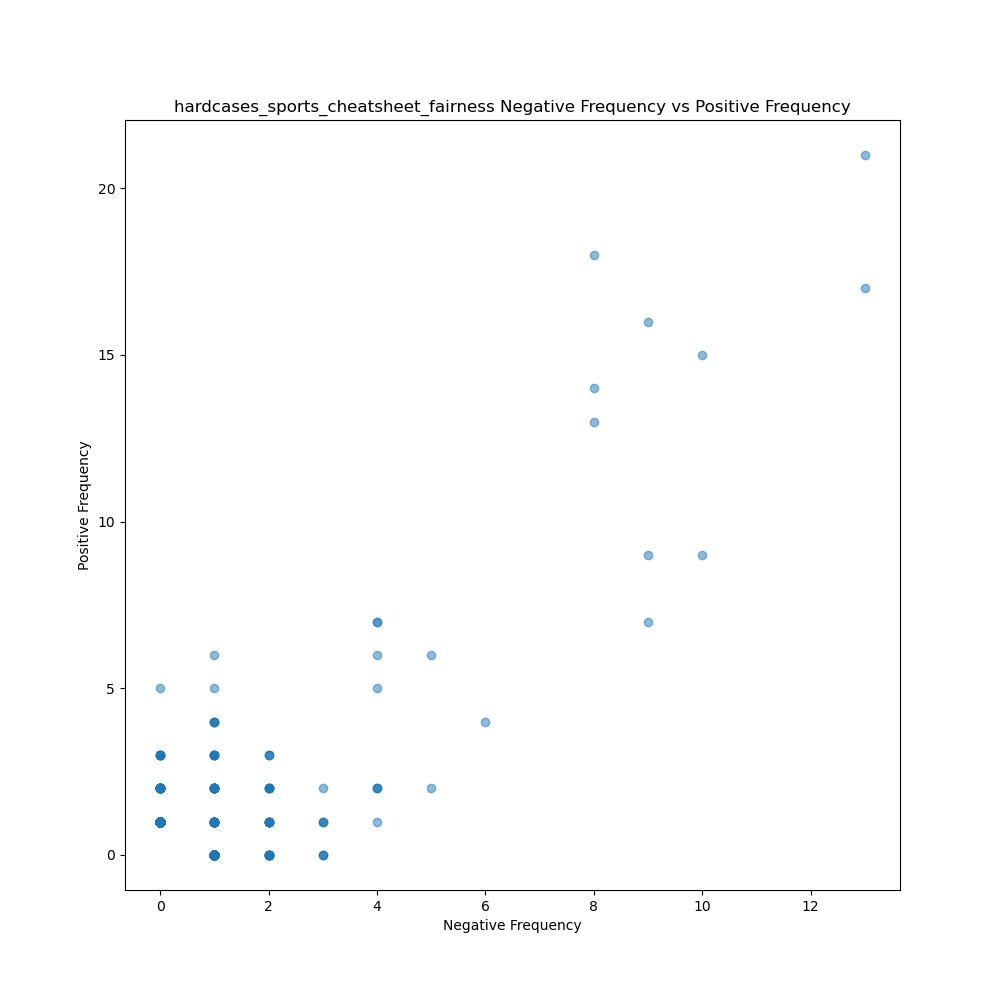 hardcases_sports_cheatsheet_fairness Negative Frequency vs Positive Frequency
20
15
10
5
0
Positive Frequency
0 2 4 6 8 10 12
Negative Frequency